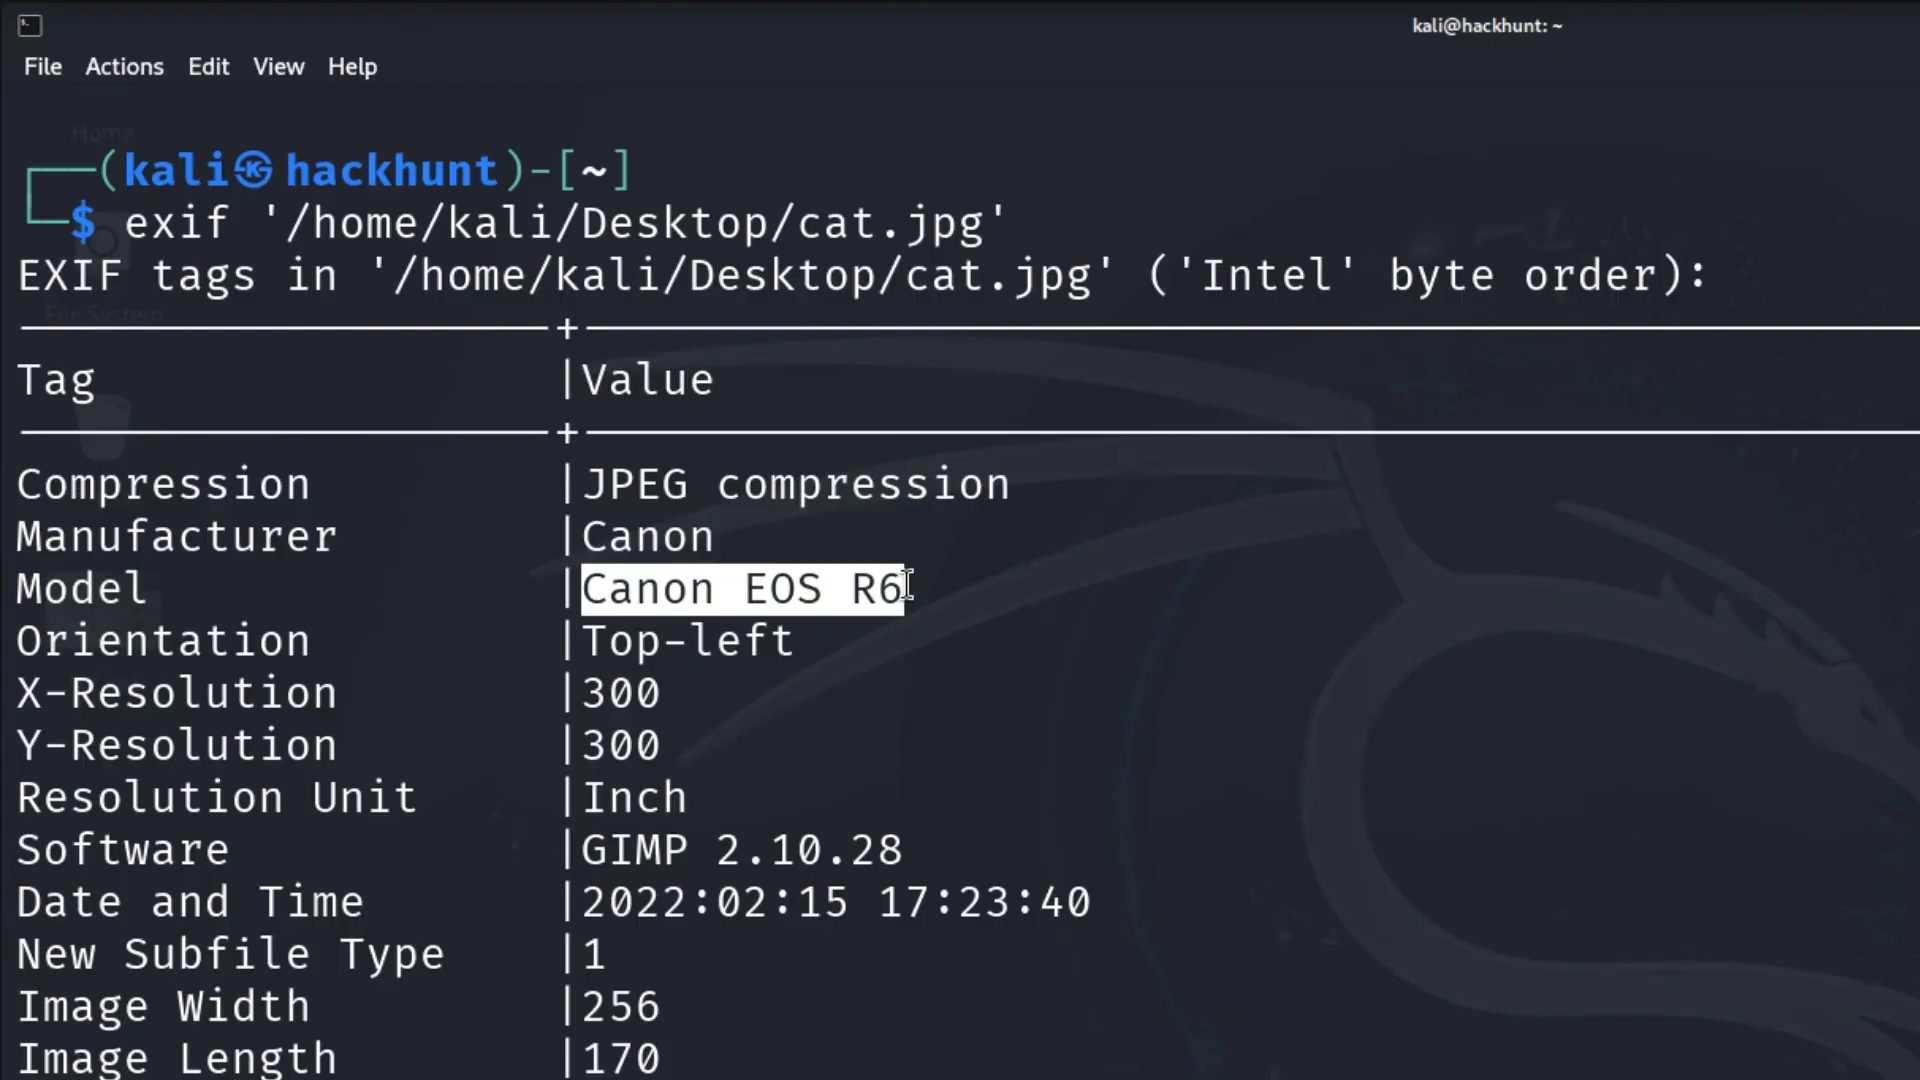 kali@hackhunt: ~
File Actions Edit View Help
Home
┌──(kali㉿hackhunt)-[~]
└─$ exif '/home/kali/Desktop/cat.jpg'
EXIF tags in '/home/kali/Desktop/cat.jpg' ('Intel' byte order):
File System
Tag |Value
Compression |JPEG compression
Manufacturer |Canon
Model |Canon EOS R6
Orientation |Top-left
X-Resolution |300
Y-Resolution |300
Resolution Unit |Inch
Software |GIMP 2.10.28
Date and Time |2022:02:15 17:23:40
New Subfile Type |1
Image Width |256
Image Length |170